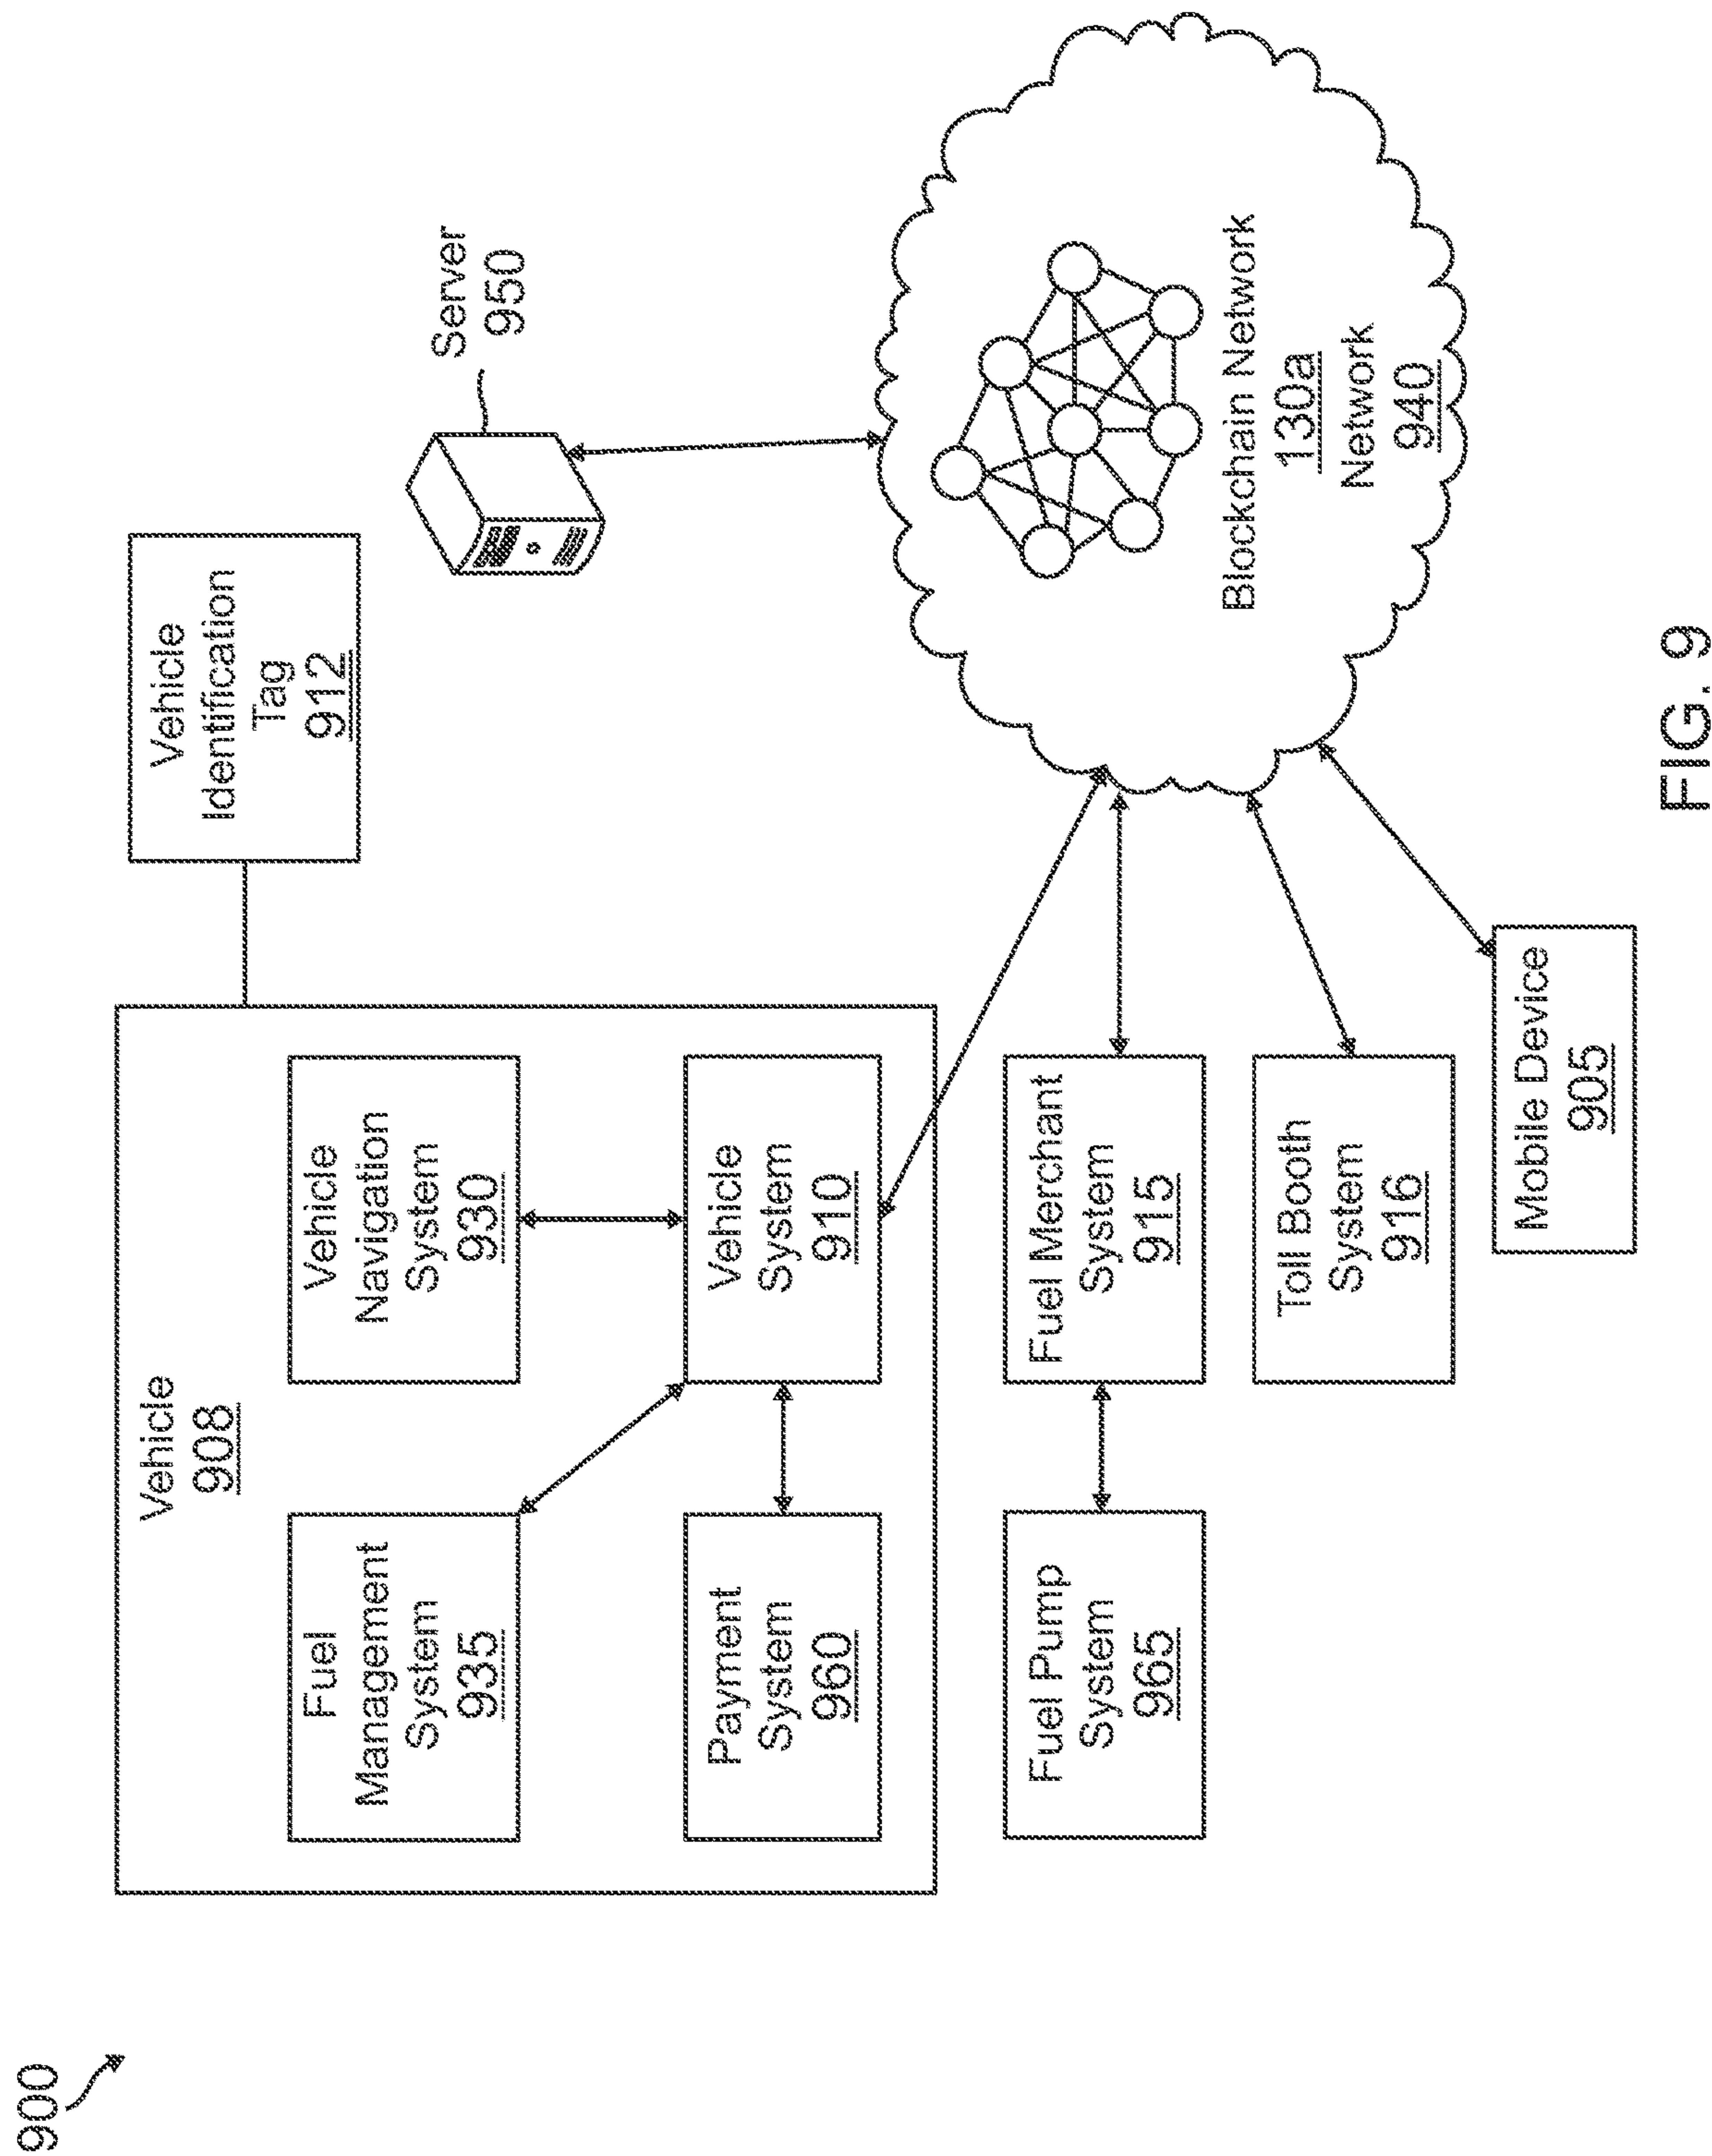 900
Vehicle
908
Fuel
Management
System
935
Vehicle
Navigation
System
930
Payment
System
960
Vehicle
System
910
Vehicle
Identification
Tag
912
Server
950
Fuel Pump
System
965
Fuel Merchant
System
915
Toll Booth
System
916
Mobile Device
905
Blockchain Network
130a
Network
940
FIG. 9